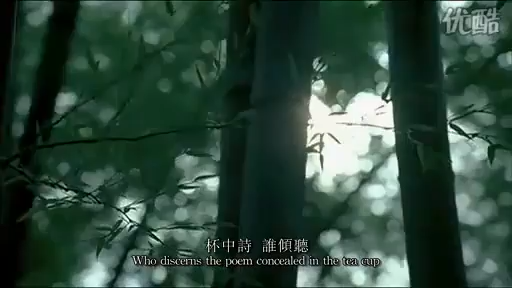 优酷
杯中詩 誰傾聽
Who discerns the poem concealed in the tea cup